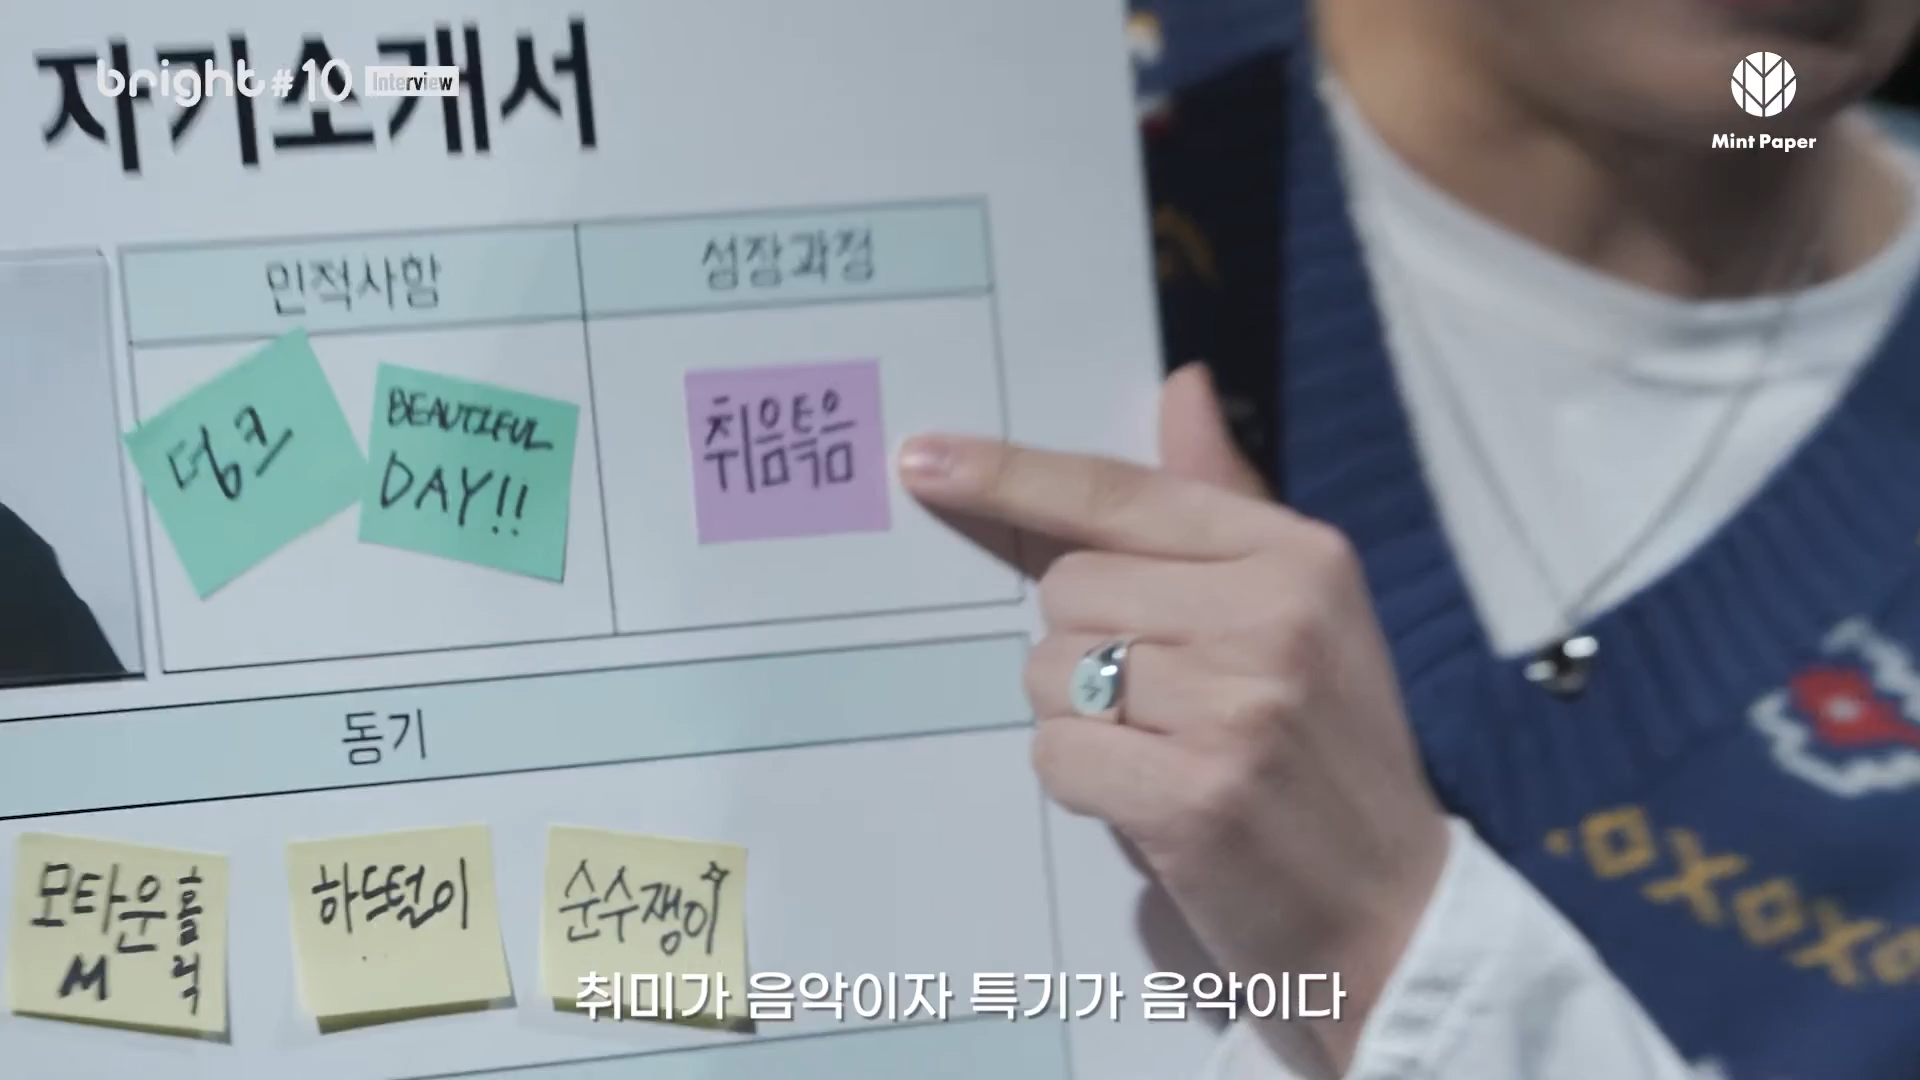 자기소개서
bright #10 Interview
Mint Paper
인적사항
성장과정
덩크
BEAUTIFUL
DAY!!
취음특음
동기
모타운
하드털이
순수쟁이
취미가 음악이자 특기가 음악이다